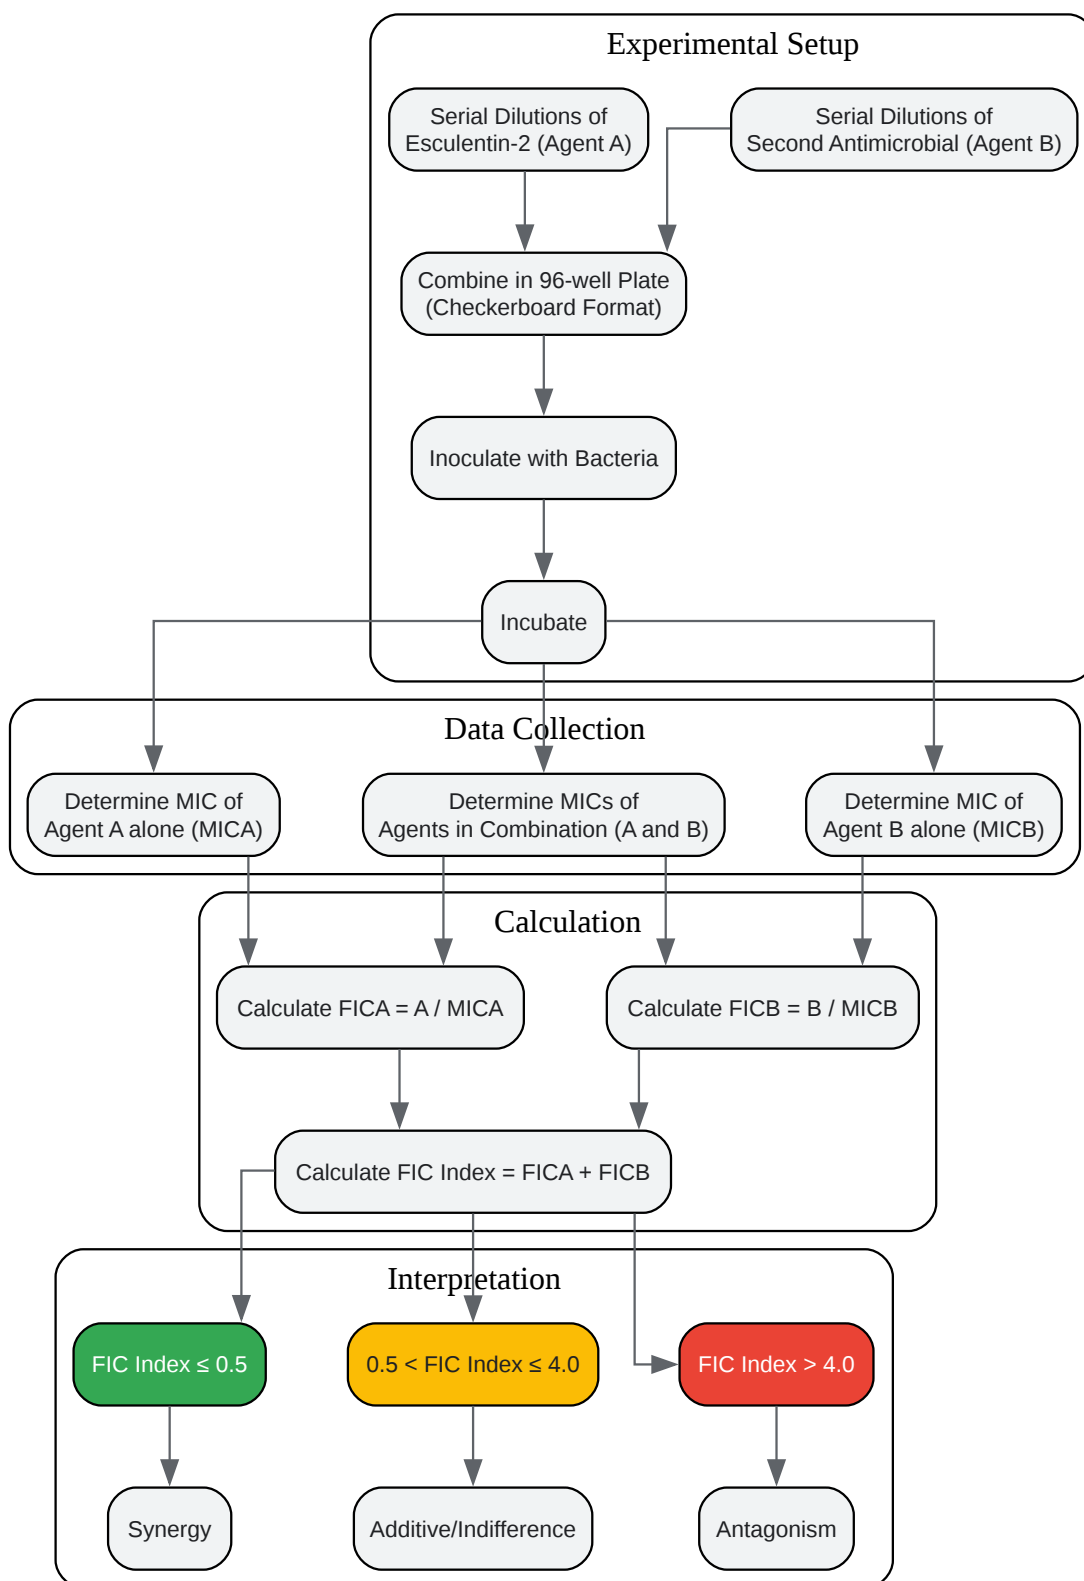 Experimental Setup
Serial Dilutions of
Esculentin-2 (Agent A)
Serial Dilutions of
Second Antimicrobial (Agent B)
Combine in 96-well Plate
(Checkerboard Format)
Inoculate with Bacteria
Incubate
Data Collection
Determine MIC of
Agent A alone (MICA)
Determine MICs of
Agents in Combination (A and B)
Determine MIC of
Agent B alone (MICB)
Calculation
Calculate FICA = A / MICA
Calculate FICB = B / MICB
Calculate FIC Index = FICA + FICB
Interpretation
FIC Index ≤ 0.5
0.5 < FIC Index ≤ 4.0
FIC Index > 4.0
Synergy
Additive/Indifference
Antagonism